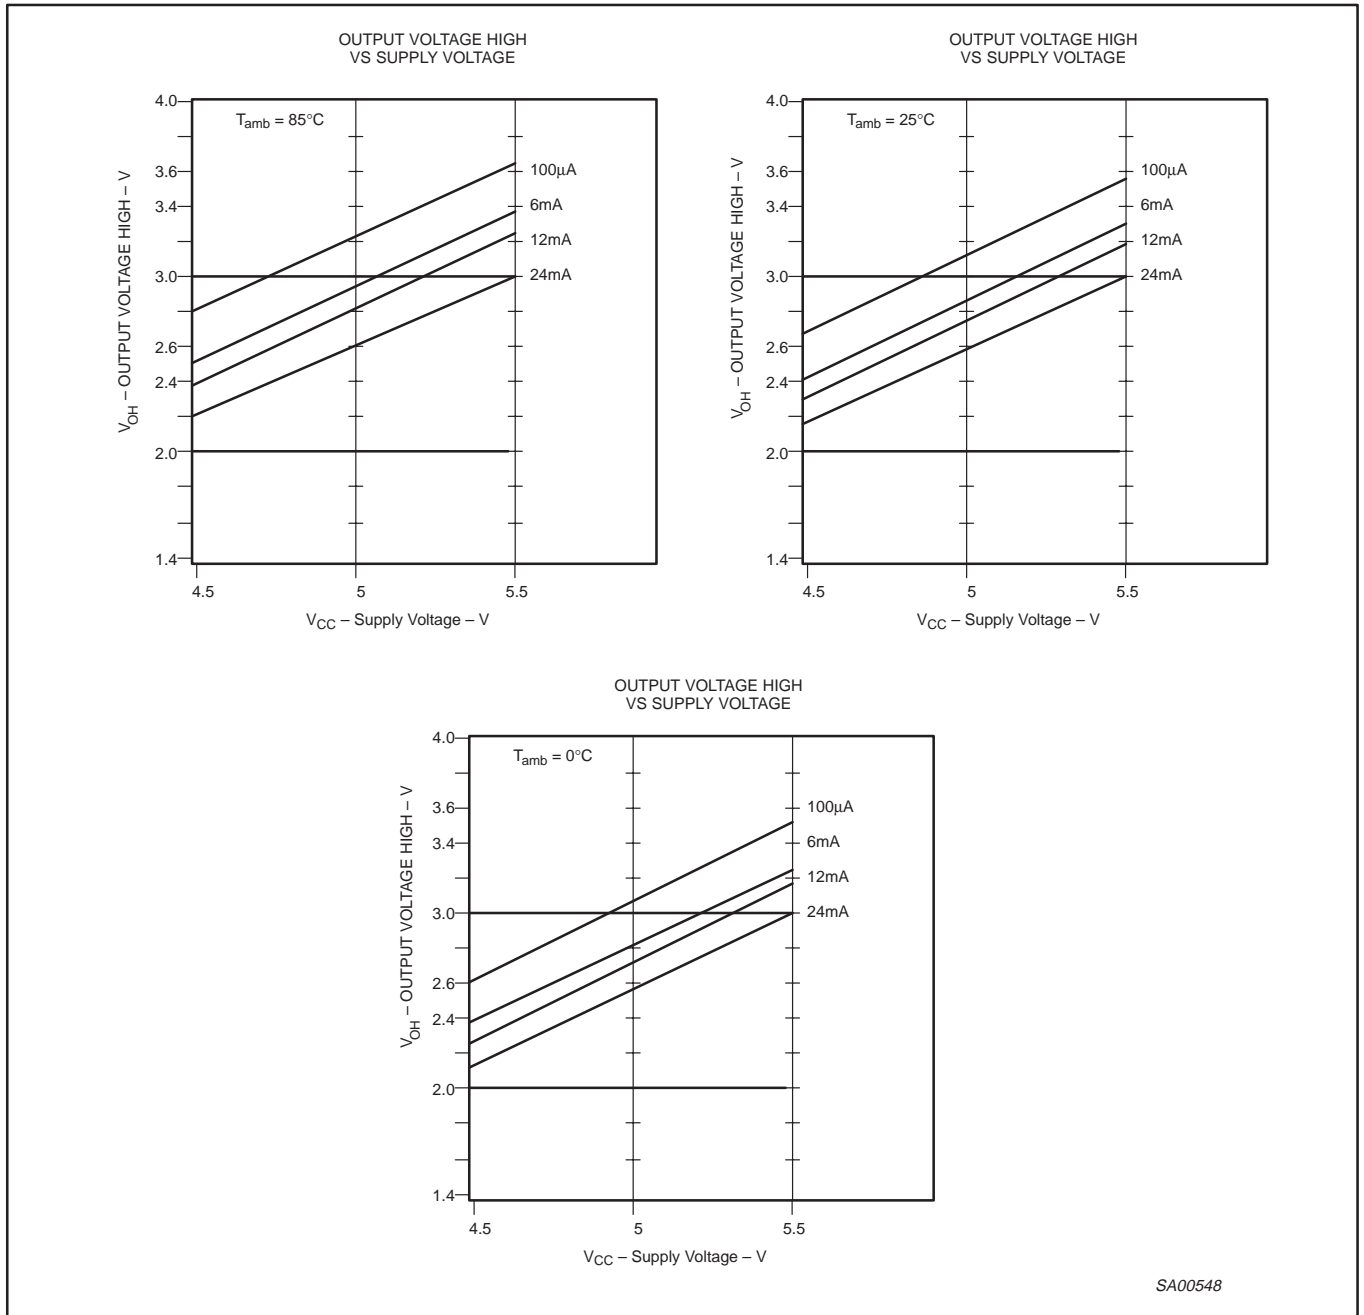 OUTPUT VOLTAGE HIGH
VS SUPPLY VOLTAGE
Tamb = 85°C
VOH – OUTPUT VOLTAGE HIGH – V
4.0
3.6
3.4
3.0
2.6
2.4
2.0
1.4
100μA
6mA
12mA
24mA
4.5 5 5.5
VCC – Supply Voltage – V
OUTPUT VOLTAGE HIGH
VS SUPPLY VOLTAGE
Tamb = 25°C
VOH – OUTPUT VOLTAGE HIGH – V
4.0
3.6
3.4
3.0
2.6
2.4
2.0
1.4
100μA
6mA
12mA
24mA
4.5 5 5.5
VCC – Supply Voltage – V
OUTPUT VOLTAGE HIGH
VS SUPPLY VOLTAGE
Tamb = 0°C
VOH – OUTPUT VOLTAGE HIGH – V
4.0
3.6
3.4
3.0
2.6
2.4
2.0
1.4
100μA
6mA
12mA
24mA
4.5 5 5.5
VCC – Supply Voltage – V
SA00548